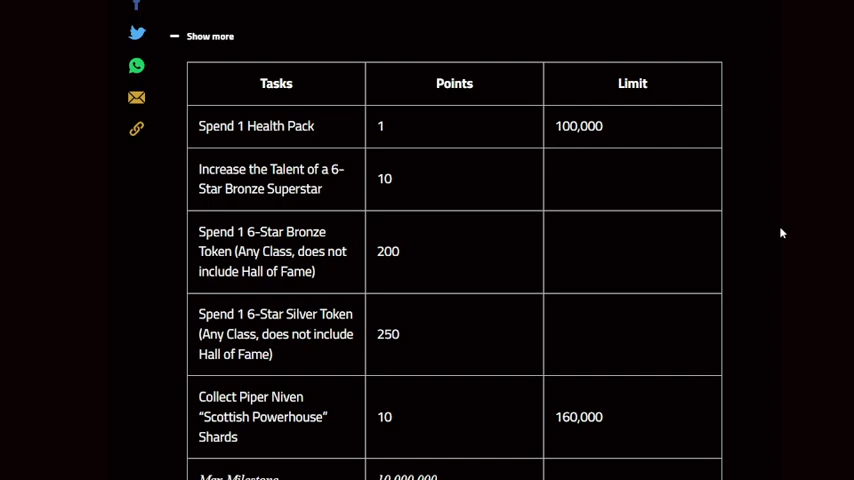 Show more
Tasks Points Limit
Spend 1 Health Pack 1 100,000
Increase the Talent of a 6-
Star Bronze Superstar
10
Spend 1 6-Star Bronze
Token (Any Class, does not
include Hall of Fame)
200
Spend 1 6-Star Silver Token
(Any Class, does not include
Hall of Fame)
250
Collect Piper Niven
“Scottish Powerhouse”
Shards
10 160,000
Max Milestone 10,000,000